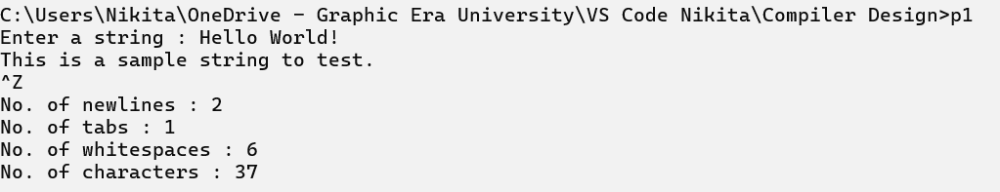 C:\Users\Nikita\OneDrive - Graphic Era University\VS Code Nikita\Compiler Design>p1
Enter a string : Hello World!
This is a sample string to test.
^Z
No. of newlines : 2
No. of tabs : 1
No. of whitespaces : 6
No. of characters : 37